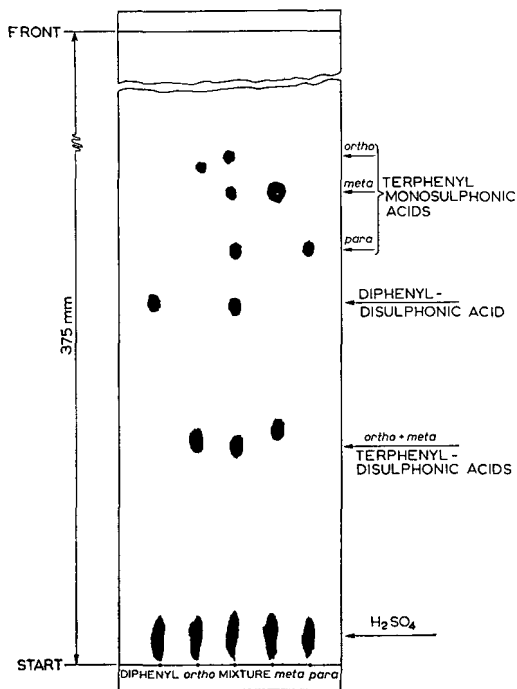 FRONT
ortho
meta
TERPHENYL
MONOSULPHONIC
ACIDS
para
DIPHENYL-
DISULPHONIC ACID
375 mm
ortho + meta
TERPHENYL-
DISULPHONIC ACIDS
H₂SO₄
START
DIPHENYL ortho MIXTURE meta para